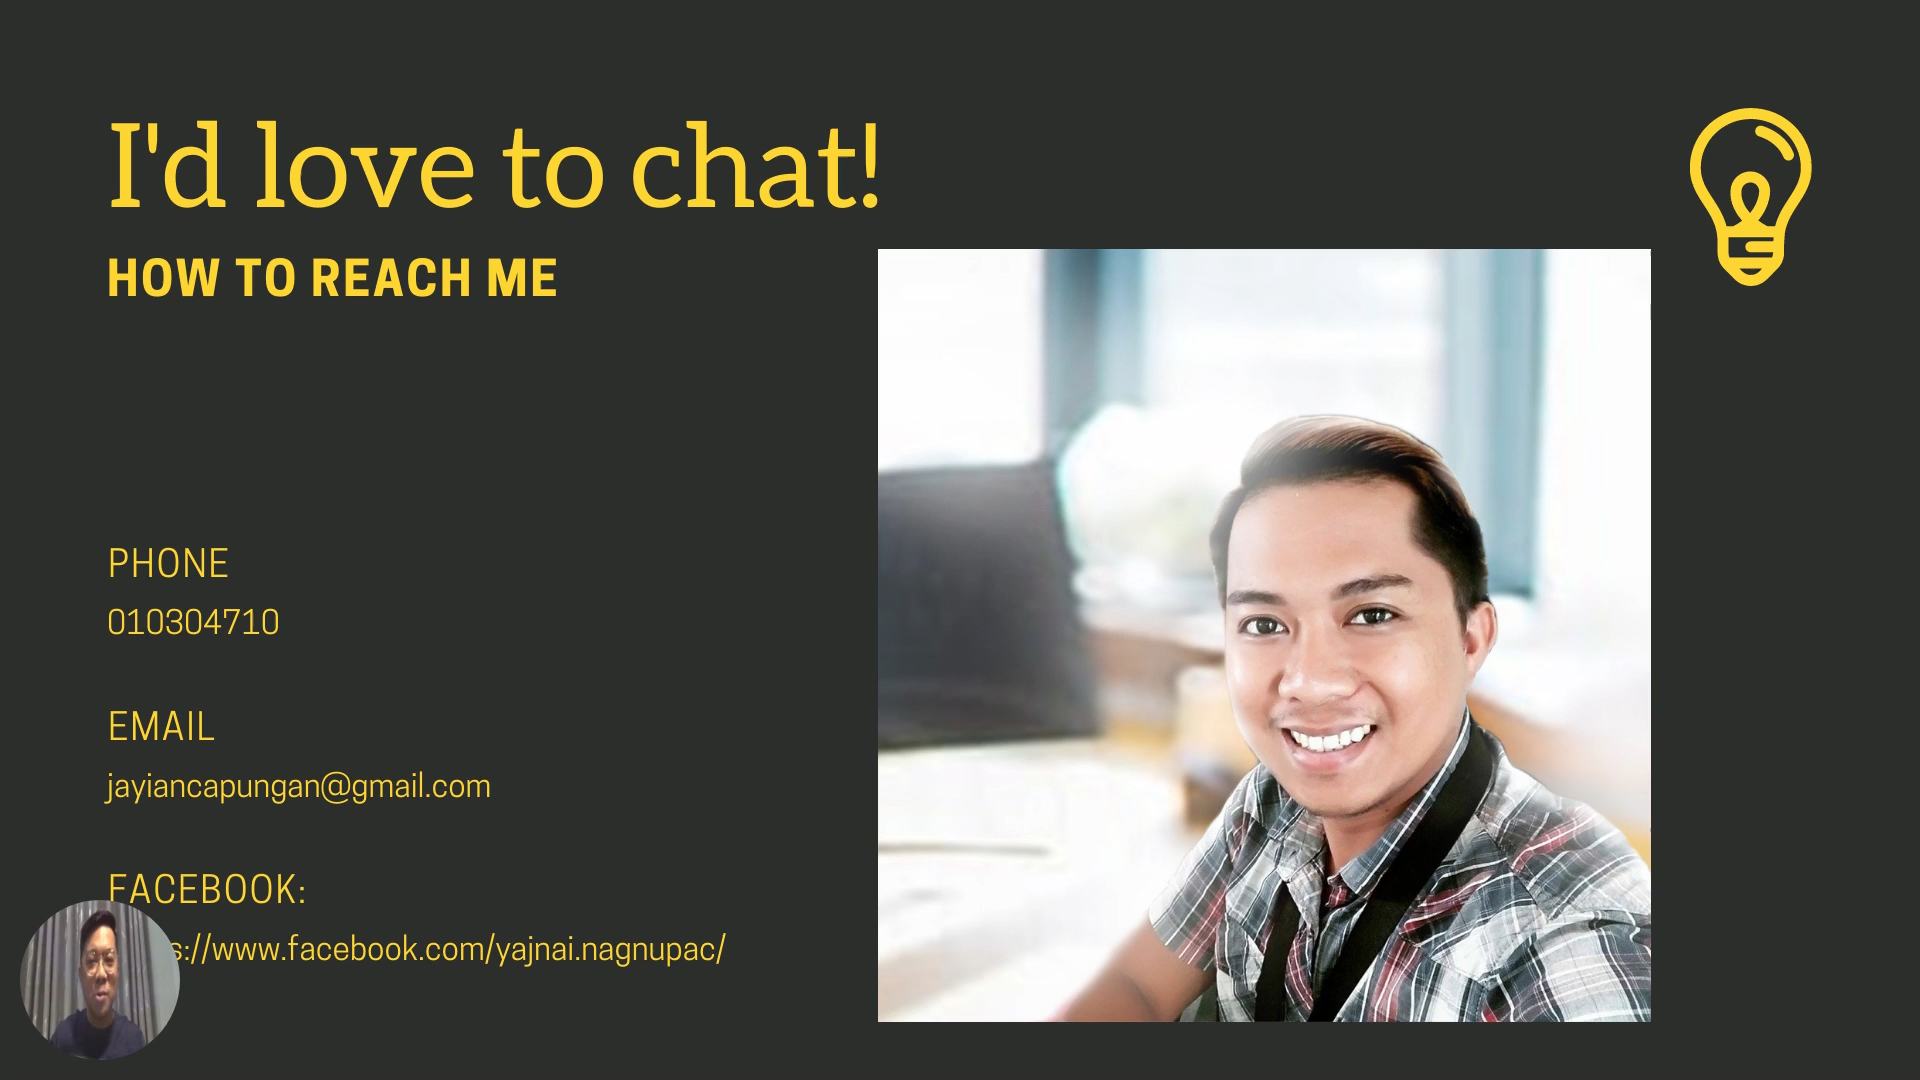 I'd love to chat!
HOW TO REACH ME
PHONE
010304710
EMAIL
jayiancapungan@gmail.com
FACEBOOK:
s://www.facebook.com/yajnai.nagnupac/